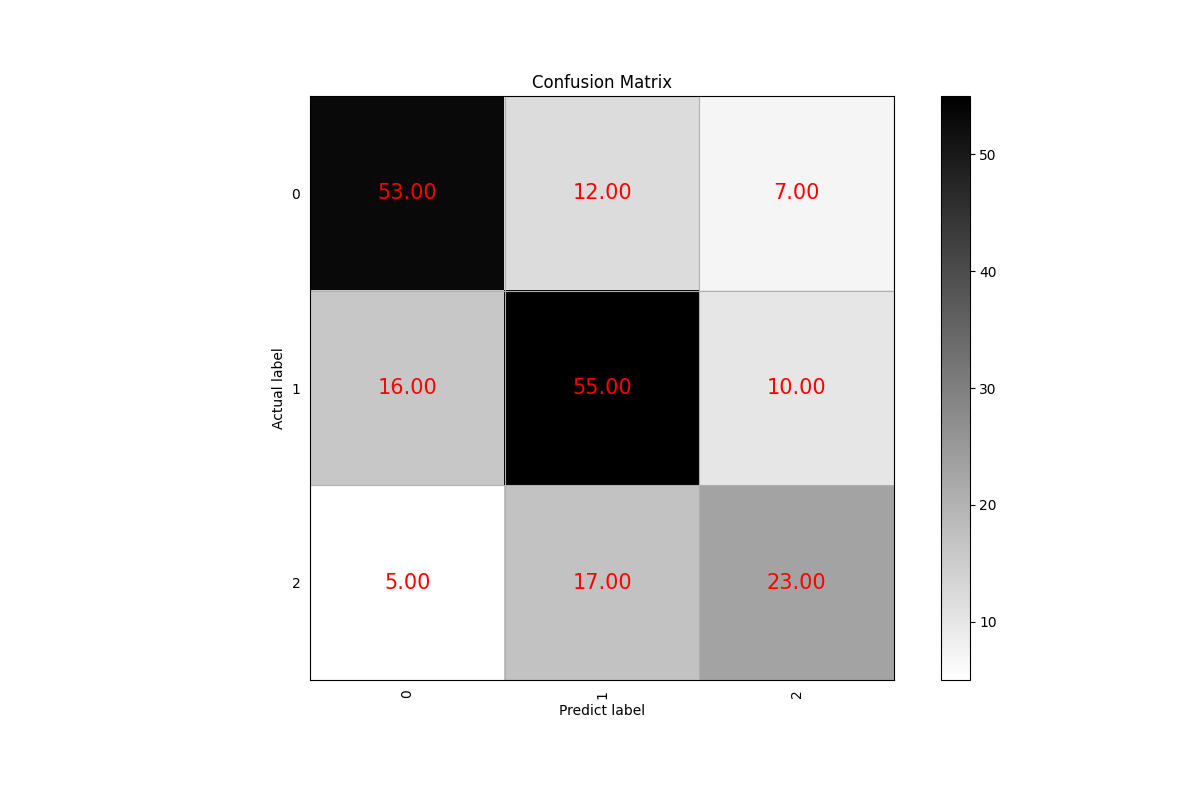 Confusion Matrix
0 53.00 12.00 7.00
1 16.00 55.00 10.00
2 5.00 17.00 23.00
0 1 2
Predict label
Actual label
50
40
30
20
10